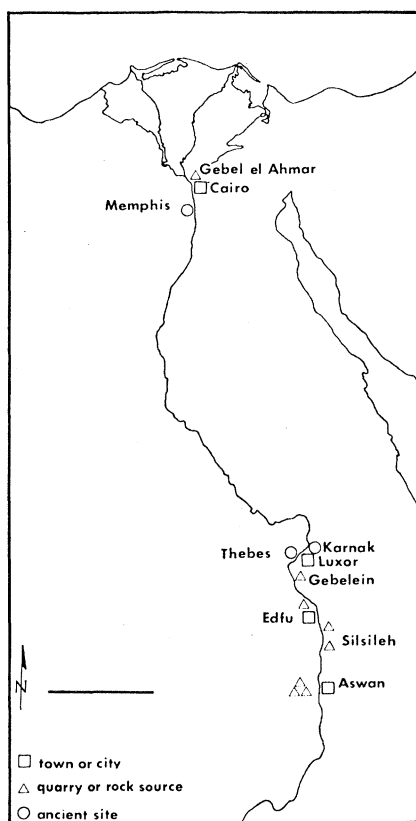 Gebel el Ahmar
Cairo
Memphis
Karnak
Thebes
Luxor
Gebelein
Edfu
Silsileh
Aswan
N
town or city
quarry or rock source
ancient site